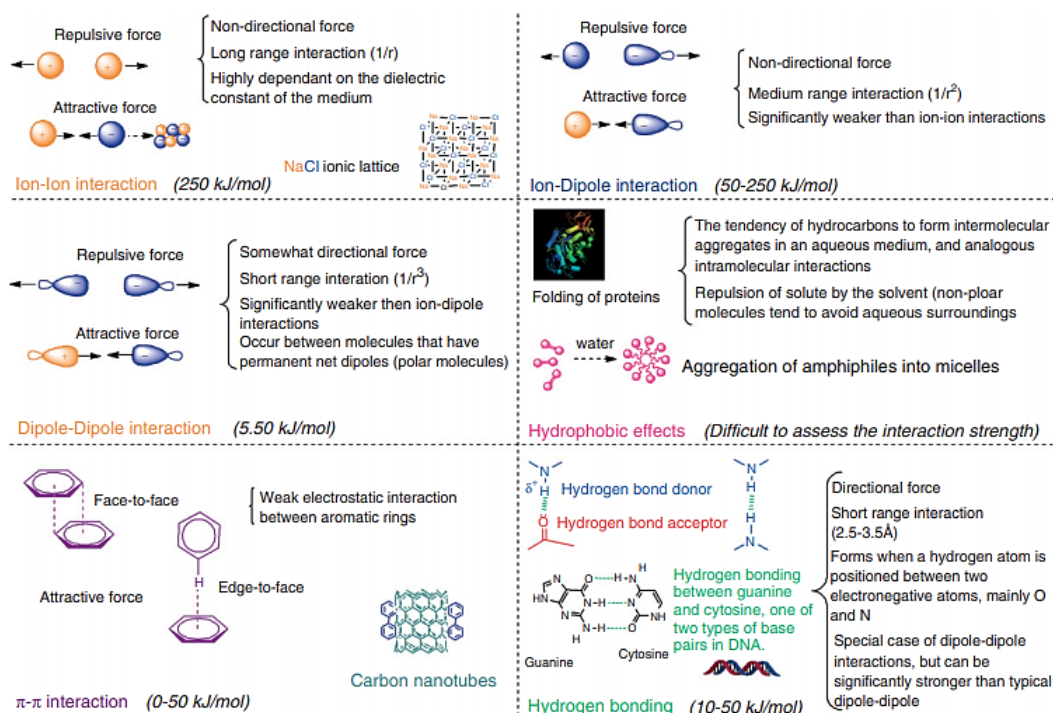 Repulsive force
Non-directional force
Long range interaction (1/r)
Highly dependant on the dielectric
constant of the medium
Attractive force
NaCl ionic lattice
Ion-Ion interaction (250 kJ/mol)
Repulsive force
Non-directional force
Medium range interaction (1/r²)
Attractive force
Significantly weaker than ion-ion interactions
Ion-Dipole interaction (50-250 kJ/mol)
Repulsive force
Somewhat directional force
Short range interation (1/r³)
Significantly weaker then ion-dipole
interactions
Attractive force
Occur between molecules that have
permanent net dipoles (polar molecules)
Dipole-Dipole interaction (5.50 kJ/mol)
The tendency of hydrocarbons to form intermolecular
aggregates in an aqueous medium, and analogous
intramolecular interactions
Folding of proteins
Repulsion of solute by the solvent (non-ploar
molecules tend to avoid aqueous surroundings
water
Aggregation of amphiphiles into micelles
Hydrophobic effects (Difficult to assess the interaction strength)
Face-to-face
Weak electrostatic interaction
between aromatic rings
H
Edge-to-face
Attractive force
Carbon nanotubes
π-π interaction (0-50 kJ/mol)
N
δ+ H Hydrogen bond donor
O Hydrogen bond acceptor
N
H
H
N
Directional force
Short range interaction
(2.5-3.5Å)
Forms when a hydrogen atom is
positioned between two
electronegative atoms, mainly O
and N
Special case of dipole-dipole
interactions, but can be
significantly stronger than typical
dipole-dipole
Hydrogen bonding
between guanine
and cytosine, one of
two types of base
pairs in DNA.
Guanine
Cytosine
Hydrogen bonding (10-50 kJ/mol)